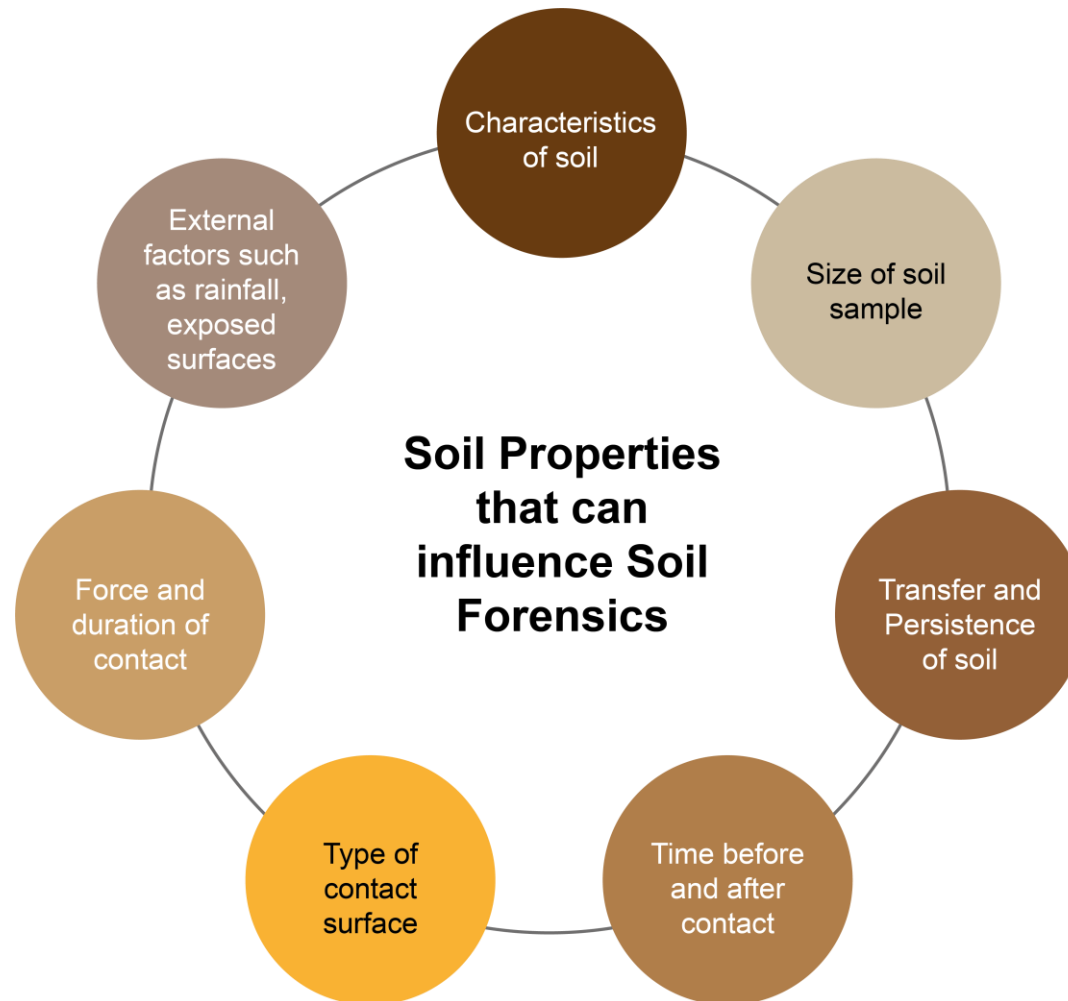 Characteristics
of soil
Size of soil
sample
Transfer and
Persistence
of soil
Time before
and after
contact
Type of
contact
surface
Force and
duration of
contact
External
factors such
as rainfall,
exposed
surfaces
Soil Properties
that can
influence Soil
Forensics